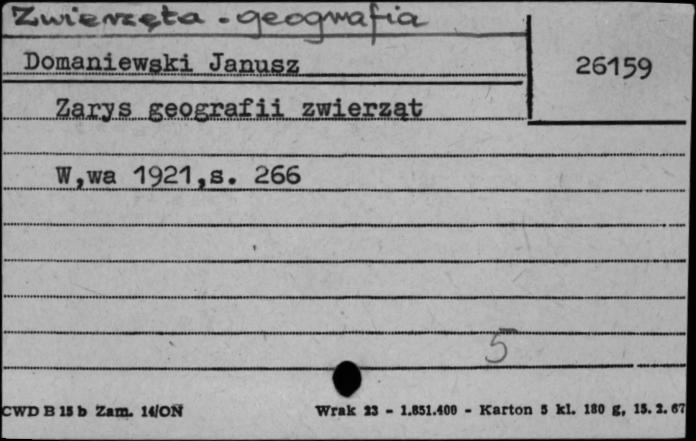 Zwierzęta - geografia
Domaniewski Janusz
26159
Zarys geografii zwierząt
W,wa 1921,s. 266
5
CWD B 15 b Zam. 14/ON
Wrak 23 - 1.851.400 - Karton 5 kl. 180 g, 15. 2. 67